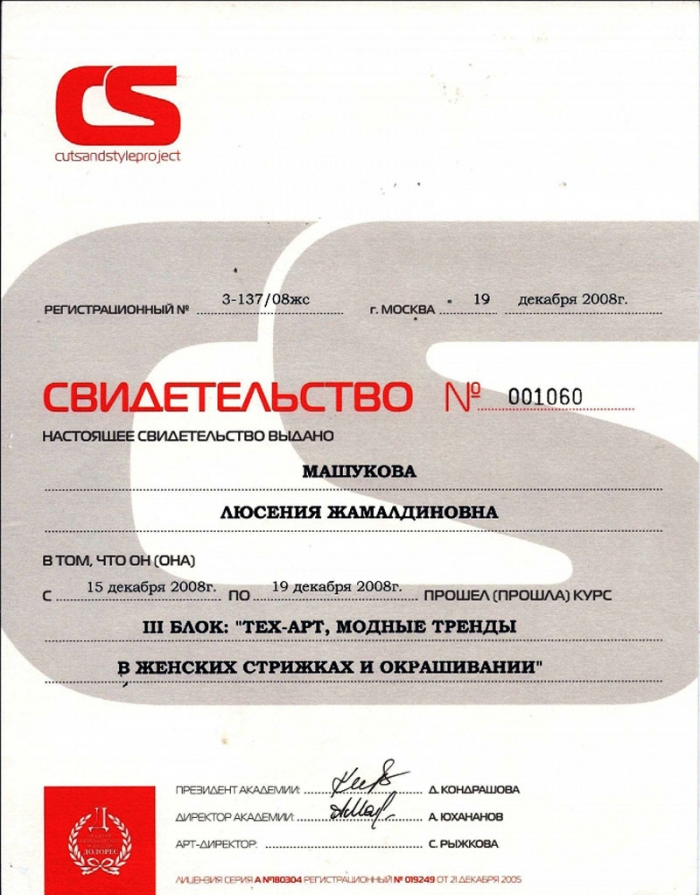 CS
cutsandstyleproject
РЕГИСТРАЦИОННЫЙ № 3-137/08жс г. МОСКВА 19 декабря 2008г.
СВИДЕТЕЛЬСТВО № 001060
НАСТОЯЩЕЕ СВИДЕТЕЛЬСТВО ВЫДАНО
МАШУКОВА
ЛЮСЕНИЯ ЖАМАЛДИНОВНА
В ТОМ, ЧТО ОН (ОНА)
С 15 декабря 2008г. ПО 19 декабря 2008г. ПРОШЕЛ (ПРОШЛА) КУРС
III БЛОК: "ТЕХ-АРТ, МОДНЫЕ ТРЕНДЫ
В ЖЕНСКИХ СТРИЖКАХ И ОКРАШИВАНИИ"
ПРЕЗИДЕНТ АКАДЕМИИ: Д. КОНДРАШОВА
ДИРЕКТОР АКАДЕМИИ: А. ЮХАНАНОВ
АРТ-ДИРЕКТОР: С. РЫЖКОВА
Д
ДОЛОРЕС
ЛИЦЕНЗИЯ СЕРИЯ А №180304 РЕГИСТРАЦИОННЫЙ № 019249 ОТ 21 ДЕКАБРЯ 2005